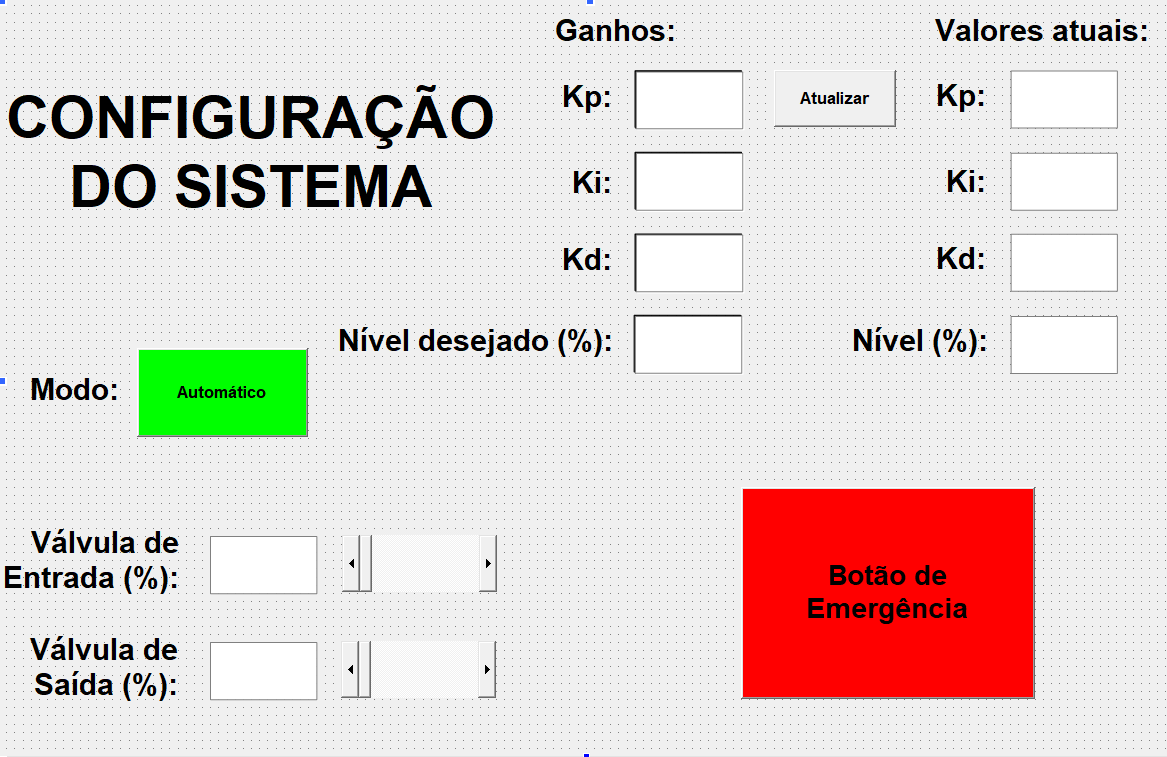 Ganhos:
Valores atuais:
CONFIGURAÇÃO
DO SISTEMA
Kp:
Atualizar
Kp:
Ki:
Ki:
Kd:
Kd:
Nível desejado (%):
Nível (%):
Modo:
Automático
Válvula de
Entrada (%):
Botão de
Emergência
Válvula de
Saída (%):